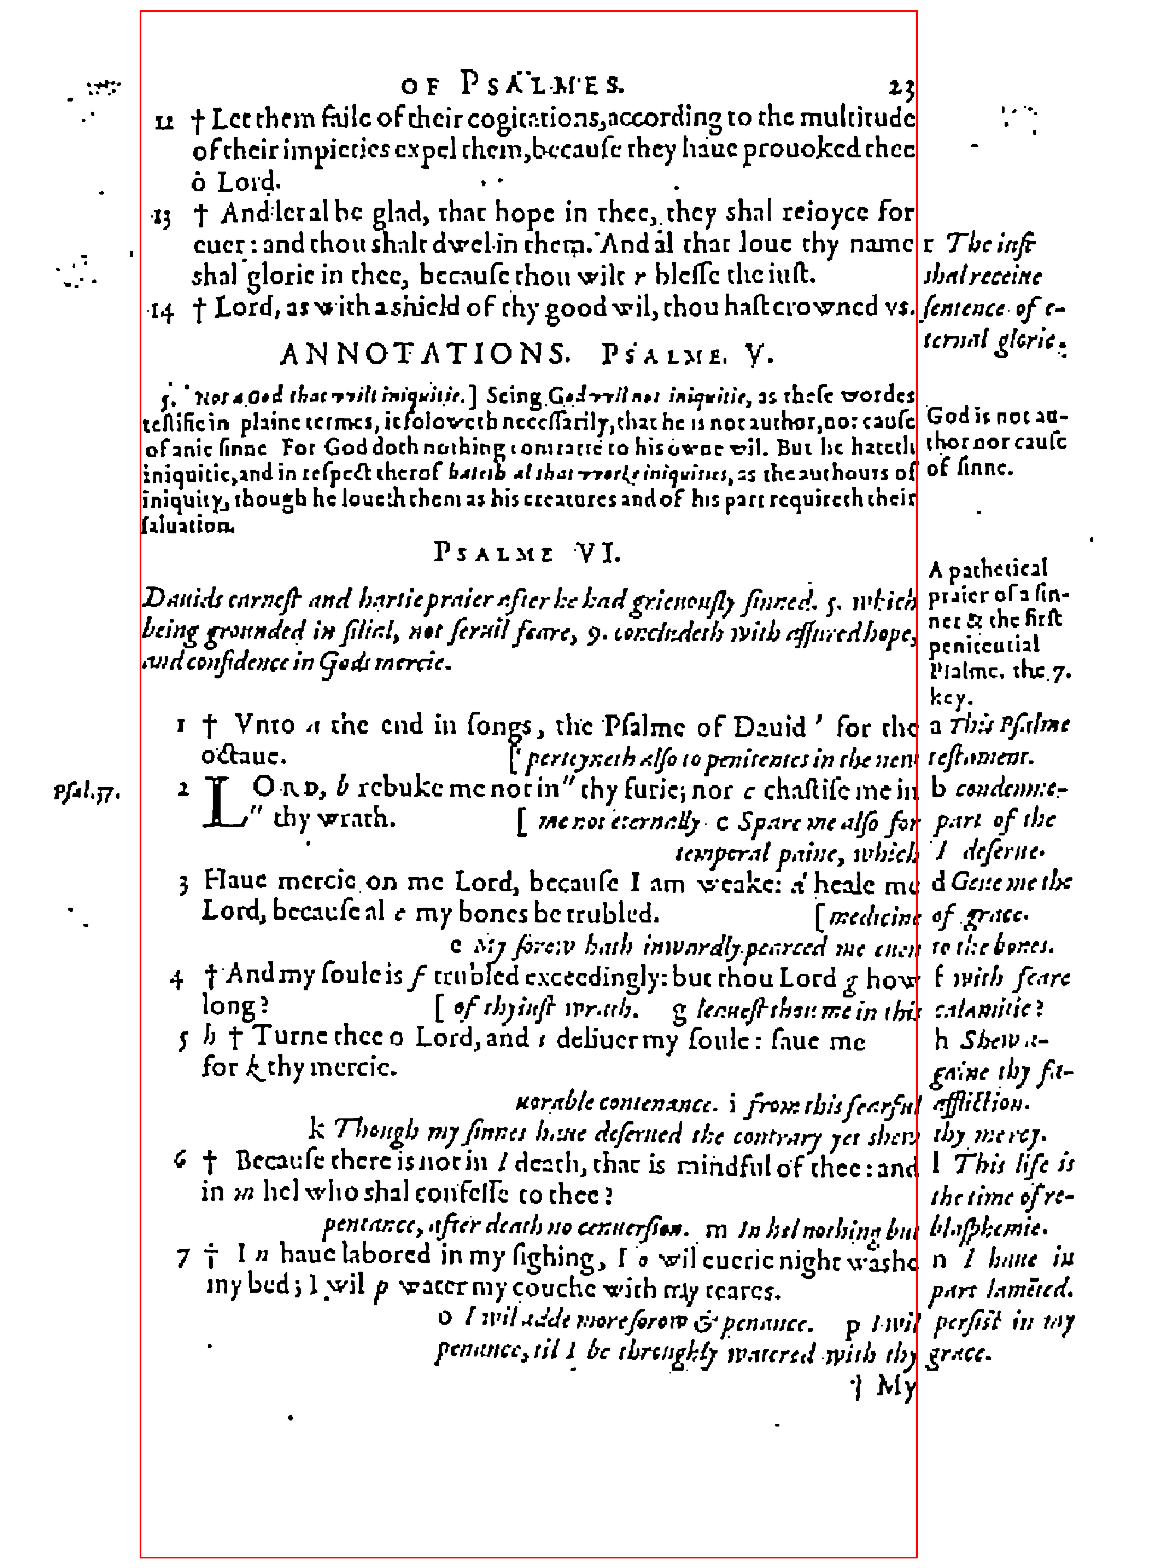 OF PSALMES. 23
12 † Let them faile of their cogitations, according to the multitude
of their impieties expel them, becauſe they haue prouoked thee
ò Lord.
13 † And let al be glad, that hope in thee, they shal reioyce for
euer: and thou shalt dwel in them. And al that loue thy name r The iuſt
shal glorie in thee, becauſe thou wilt r bleſſe the iuſt. shal receiue
14 † Lord, as with a shield of thy good wil, thou haſt crowned vs. ſentence of e-
ternal glorie.
ANNOTATIONS. PSALME. V.
5. Not a God that wilt iniquitie.] Seing God wil not iniquitie, as theſe wordes
teſtifie in plaine termes, it foloweth neceſſarily, that he is not author, nor cauſe God is not au-
of anie ſinne For God doth nothing contrarie to his owne wil. But he hateth thor nor cauſe
iniquitie, and in reſpect therof hateth al that worke iniquities, as the authours of of ſinne.
iniquity, though he loueth them as his creatures and of his part requireth their
ſaluation.
PSALME VI.
A pathetical
Dauids earneſt and hartie praier after he had grieuouſly ſinned. 5. which praier of a ſin-
ner & the firſt
being grounded in filial, not ſeruil feare, 9. concludeth with aſſured hope, penitential
and confidence in Gods mercie. Pſalme. the 7.
key.
1 † Vnto a the end in ſongs, the Pſalme of Dauid for the a This Pſalme
octaue. [ perteyneth alſo to penitentes in the new teſtament.
Pſal. 37. 2 LORD, b rebuke me not in " thy furie; nor c chaſtiſe me in b condemne-
" thy wrath. [ me not eternally c Spare me alſo for part of the
temporal paine, which I deſerue.
3 Haue mercie on me Lord, becauſe I am weake: d heale me d Geue me the
Lord, becauſe al e my bones be trubled. [ medicine of grace.
e My ſorow hath inwardly pearced me euen to the bones.
4 † And my ſoule is f trubled exceedingly: but thou Lord g how f with feare
long? [ of thy iuſt wrath. g leaueſt thou me in this calamitie?
5 h † Turne thee o Lord, and i deliuer my ſoule: ſaue me h Shew a-
for k thy mercie. gaine thy fa-
uorable contenance. i from this fearful affliction.
k Though my ſinnes haue deſerued the contrary yet shew thy mercy.
6 † Becauſe there is not in l death, that is mindful of thee: and l This life is
in m hel who shal confeſſe to thee? the time of re-
pentance, after death no conuerſion. m In hel nothing but blaſphemie.
7 † I n haue labored in my ſighing, I o wil euerie night washe n I haue in
my bed; I wil p water my couche with my teares. part lamēted.
o I wil adde more ſorow & penance. p I wil perſiſt in my
penance, til I be throughly watered with thy grace.
† My